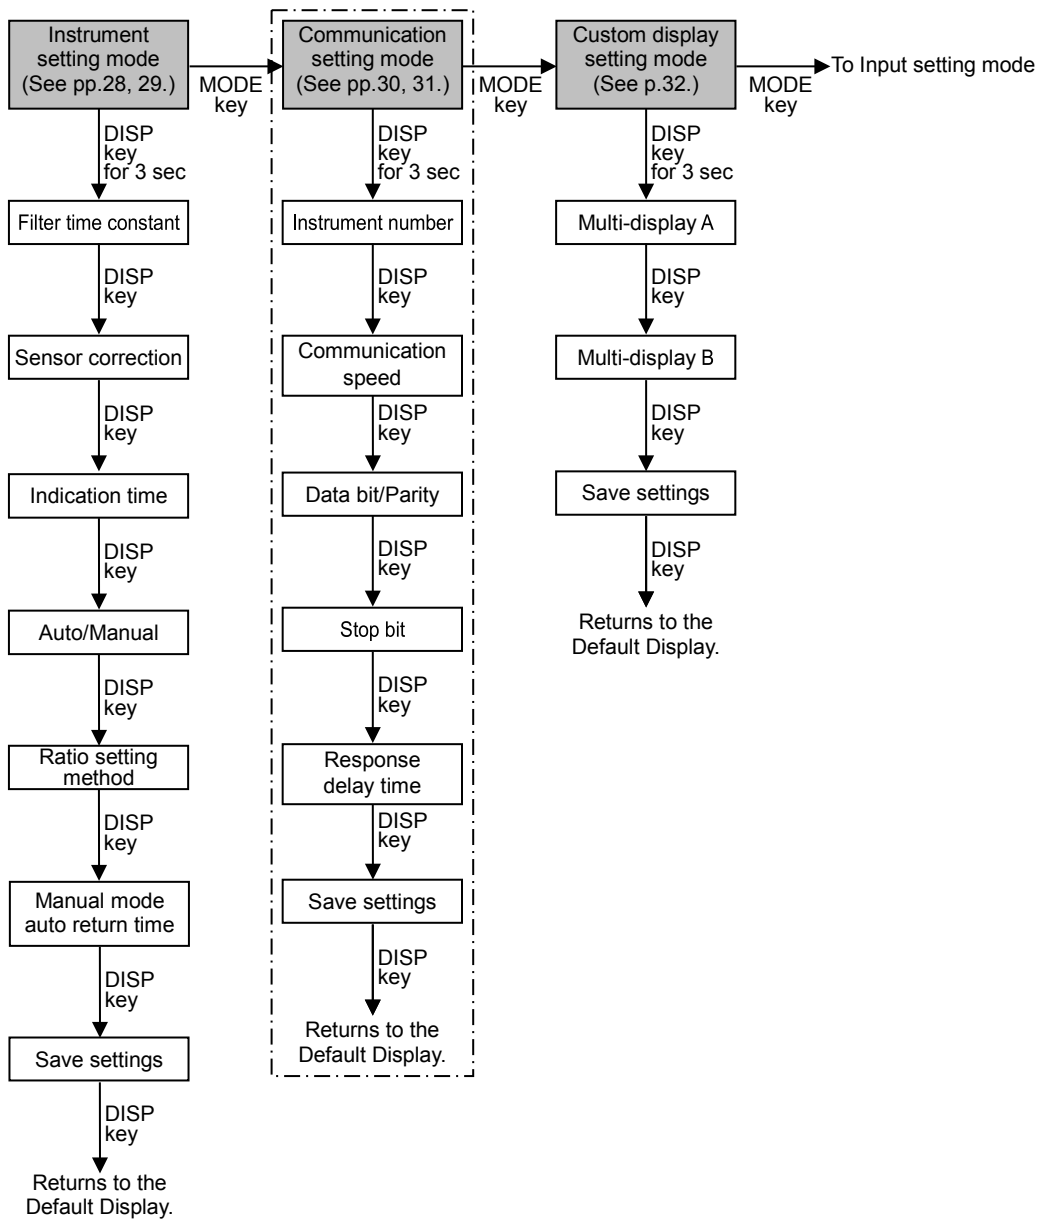 Instrument
setting mode
(See pp.28, 29.)
MODE
key
Communication
setting mode
(See pp.30, 31.)
MODE
key
Custom display
setting mode
(See p.32.)
MODE
key
To Input setting mode
DISP
key
for 3 sec
Filter time constant
DISP
key
Sensor correction
DISP
key
Indication time
DISP
key
Auto/Manual
DISP
key
Ratio setting
method
DISP
key
Manual mode
auto return time
DISP
key
Save settings
DISP
key
Returns to the
Default Display.
DISP
key
for 3 sec
Instrument number
DISP
key
Communication
speed
DISP
key
Data bit/Parity
DISP
key
Stop bit
DISP
key
Response
delay time
DISP
key
Save settings
DISP
key
Returns to the
Default Display.
DISP
key
for 3 sec
Multi-display A
DISP
key
Multi-display B
DISP
key
Save settings
DISP
key
Returns to the
Default Display.